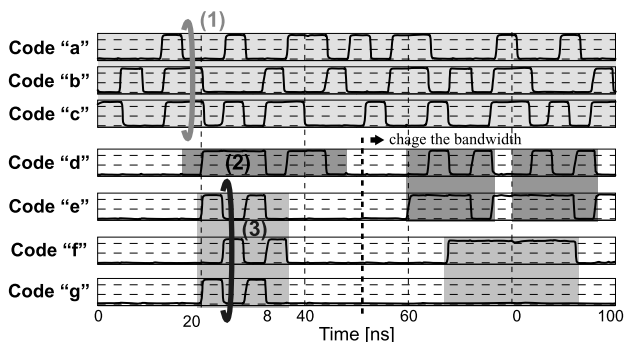 (1)
Code “a”
Code “b”
Code “c”
chage the bandwidth
Code “d”
(2)
Code “e”
(3)
Code “f”
Code “g”
0 20 8 40 60 0 100
Time [ns]